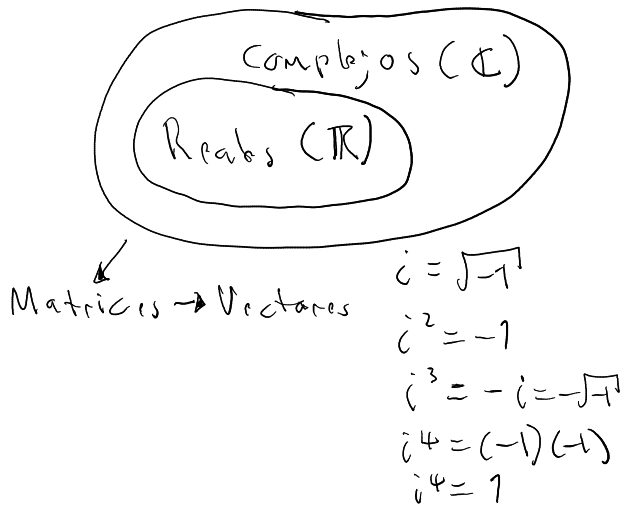 Complejos (ℂ)
Reales (ℝ)
Matrices → Vectores
i = √-1
i² = -1
i³ = -i = -√-1
i⁴ = (-1)(-1)
i⁴ = 1